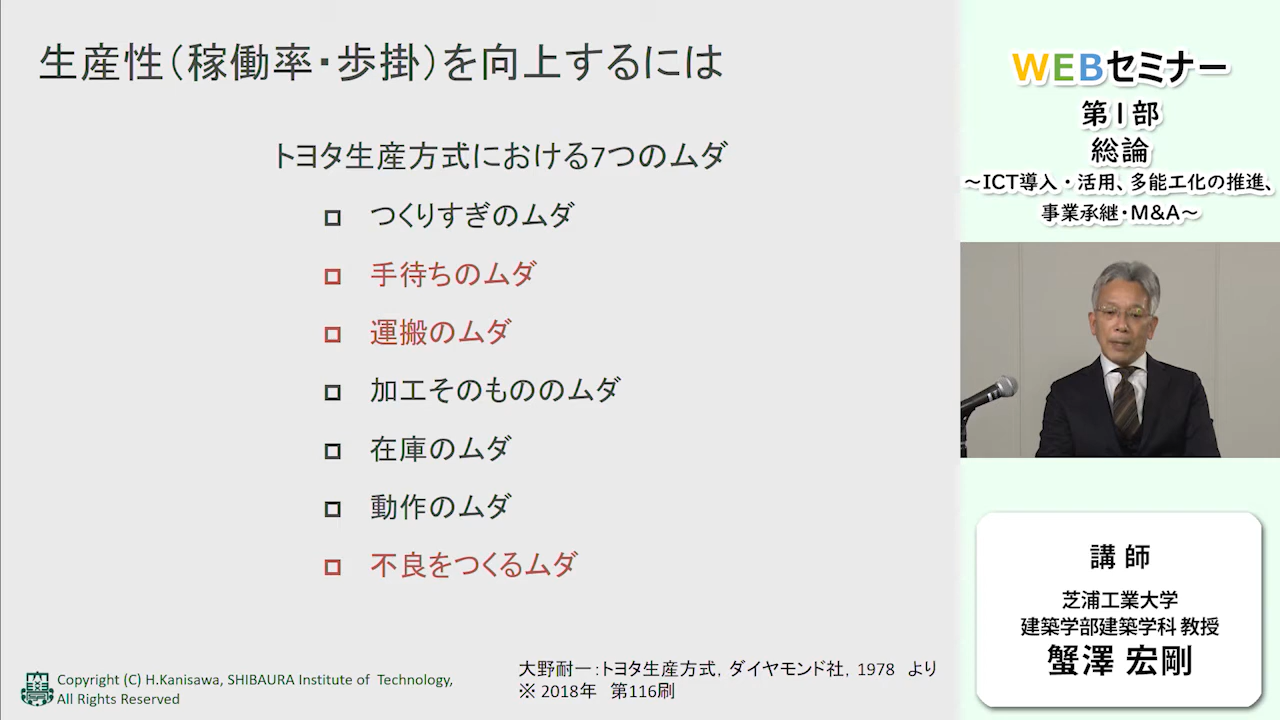 生産性（稼働率・歩掛）を向上するには
トヨタ生産方式における7つのムダ
つくりすぎのムダ
手待ちのムダ
運搬のムダ
加工そのもののムダ
在庫のムダ
動作のムダ
不良をつくるムダ
大野耐一：トヨタ生産方式，ダイヤモンド社，1978　より
※ 2018年　第116刷
Copyright (C) H.Kanisawa, SHIBAURA Institute of Technology,
All Rights Reserved
WEBセミナー
第1部
総論
～ICT導入・活用、多能工化の推進、
事業承継・M&A～
講 師
芝浦工業大学
建築学部建築学科 教授
蟹澤 宏剛